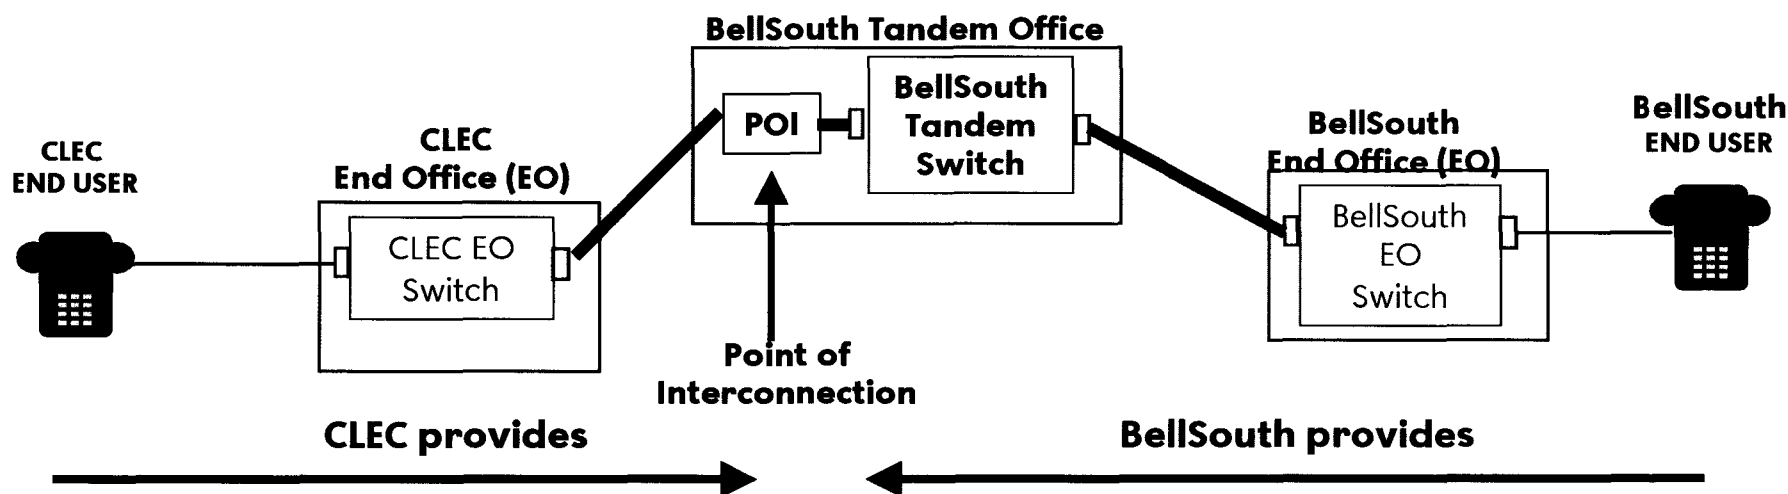 BellSouth Tandem Office
BellSouth
Tandem
Switch
POI
CLEC
END USER
CLEC
End Office (EO)
CLEC EO
Switch
BellSouth
End Office (EO)
BellSouth
EO
Switch
BellSouth
END USER
Point of
Interconnection
CLEC provides
BellSouth provides